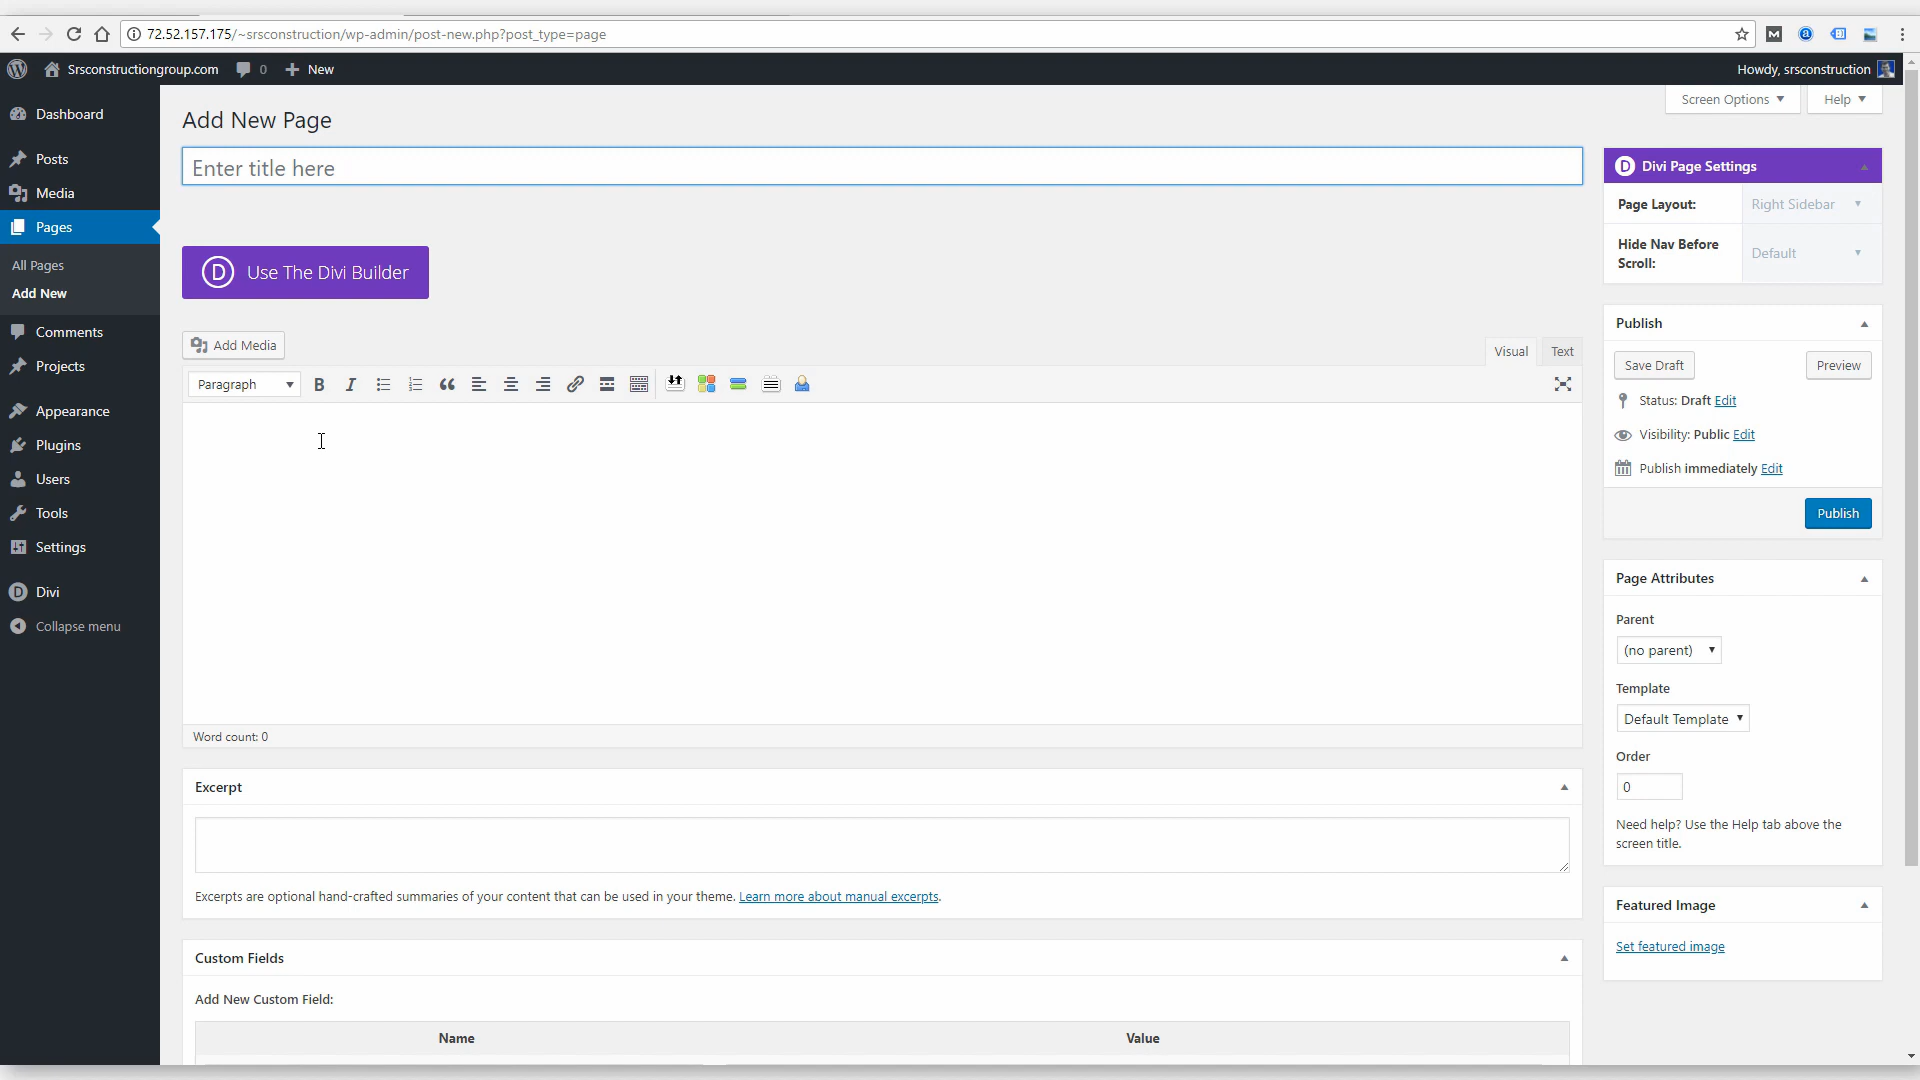 72.52.157.175/~srsconstruction/wp-admin/post-new.php?post_type=page
Srsconstructiongroup.com 0 New Howdy, srsconstruction
Screen Options Help
Dashboard
Posts
Media
Pages
All Pages
Add New
Comments
Projects
Appearance
Plugins
Users
Tools
Settings
Divi
Collapse menu
Add New Page
Enter title here
Use The Divi Builder
Add Media
Visual Text
Paragraph
Word count: 0
Excerpt
Excerpts are optional hand-crafted summaries of your content that can be used in your theme. Learn more about manual excerpts.
Custom Fields
Add New Custom Field:
Name Value
Divi Page Settings
Page Layout: Right Sidebar
Hide Nav Before
Scroll:
Default
Publish
Save Draft Preview
Status: Draft Edit
Visibility: Public Edit
Publish immediately Edit
Publish
Page Attributes
Parent
(no parent)
Template
Default Template
Order
0
Need help? Use the Help tab above the
screen title.
Featured Image
Set featured image